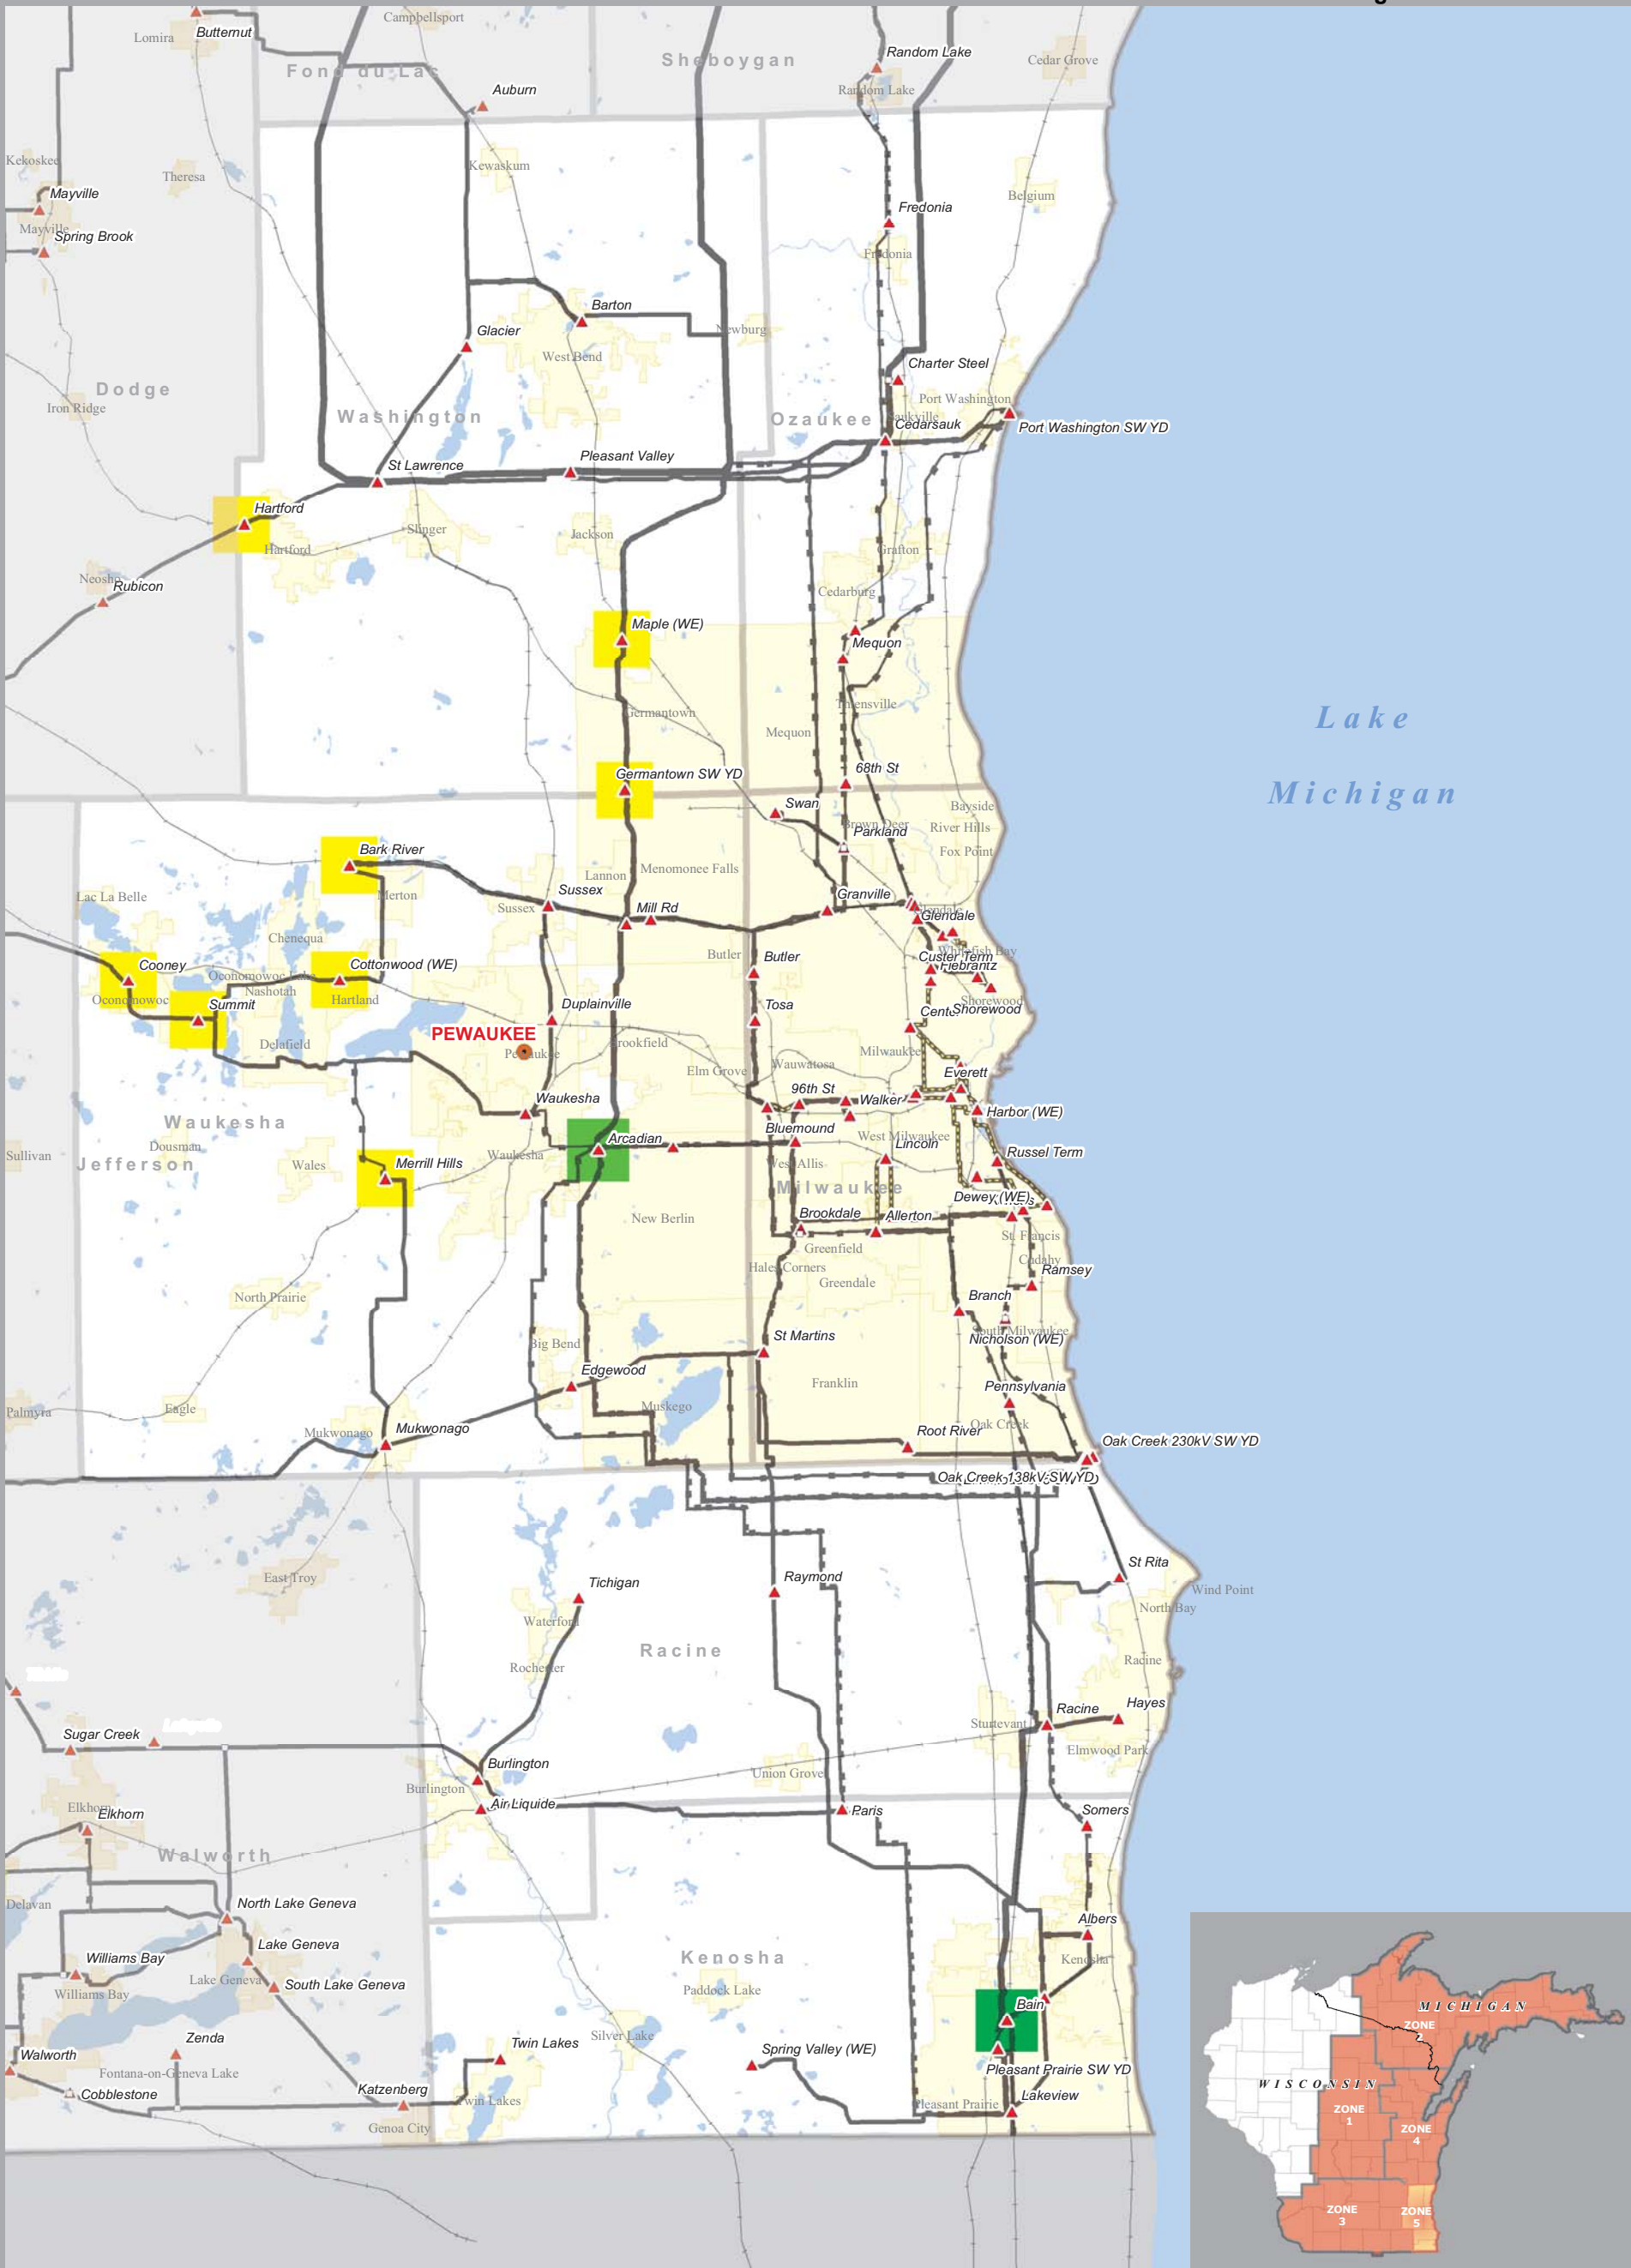 Campbellsport
Butternut
Lomira
Random Lake
Sheboygan
Cedar Grove
Fond du Lac
Auburn
Random Lake
Kekoskee
Kewaskum
Theresa
Mayville
Belgium
Fredonia
Mayville
Spring Brook
Fredonia
Barton
Glacier
Newburg
West Bend
Charter Steel
Dodge
Port Washington
Iron Ridge
Washington
Ozaukee
Saukville
Cedarsauk
Port Washington SW YD
Pleasant Valley
St Lawrence
Hartford
Slinger
Jackson
Hartford
Grafton
Neosho
Rubicon
Cedarburg
Maple (WE)
Mequon
Thiensville
Germantown
Lake
Mequon
68th St
Germantown SW YD
Michigan
Swan
Bayside
Brown Deer
River Hills
Parkland
Bark River
Fox Point
Menomonee Falls
Lannon
Sussex
Granville
Lac La Belle
Merton
Sussex
Mill Rd
Glendale
Glendale
Chenequa
Butler
Butler
Whitefish Bay
Custer Term
Fiebrantz
Cooney
Cottonwood (WE)
Oconomowoc Lake
Nashotah
Oconomowoc
Hartland
Summit
Duplainville
Tosa
Shorewood
Shorewood
PEWAUKEE
Delafield
Pewaukee
Brookfield
Milwaukee
Wauwatosa
Elm Grove
Everett
96th St
Walker
Waukesha
Harbor (WE)
Waukesha
Bluemound
West Milwaukee
Arcadian
Lincoln
Dousman
Russel Term
Sullivan
Waukesha
Jefferson
Wales
Merrill Hills
West Allis
Milwaukee
Dewey (WE)
New Berlin
Brookdale
Allerton
St. Francis
Greenfield
Cudahy
Hales Corners
Ramsey
Greendale
North Prairie
Branch
South Milwaukee
St Martins
Nicholson (WE)
Big Bend
Edgewood
Franklin
Pennsylvania
Eagle
Muskego
Palmyra
Mukwonago
Mukwonago
Oak Creek
Root River
Oak Creek 230kV SW YD
Oak Creek 138kV SW YD
St Rita
East Troy
Tichigan
Raymond
Wind Point
North Bay
Waterford
Racine
Racine
Rochester
Racine
Hayes
Sugar Creek
Sturtevant
Elmwood Park
Burlington
Union Grove
Burlington
Air Liquide
Paris
Somers
Elkhorn
Elkhorn
Walworth
Delavan
North Lake Geneva
Albers
Lake Geneva
Kenosha
Kenosha
Williams Bay
Lake Geneva
South Lake Geneva
Paddock Lake
Williams Bay
Bain
MICHIGAN
ZONE
2
Silver Lake
Zenda
Twin Lakes
Spring Valley (WE)
Walworth
Pleasant Prairie SW YD
Fontana-on-Geneva Lake
WISCONSIN
Cobblestone
Katzenberg
Lakeview
Twin Lakes
Pleasant Prairie
ZONE
1
Genoa City
ZONE
4
ZONE
3
ZONE
5